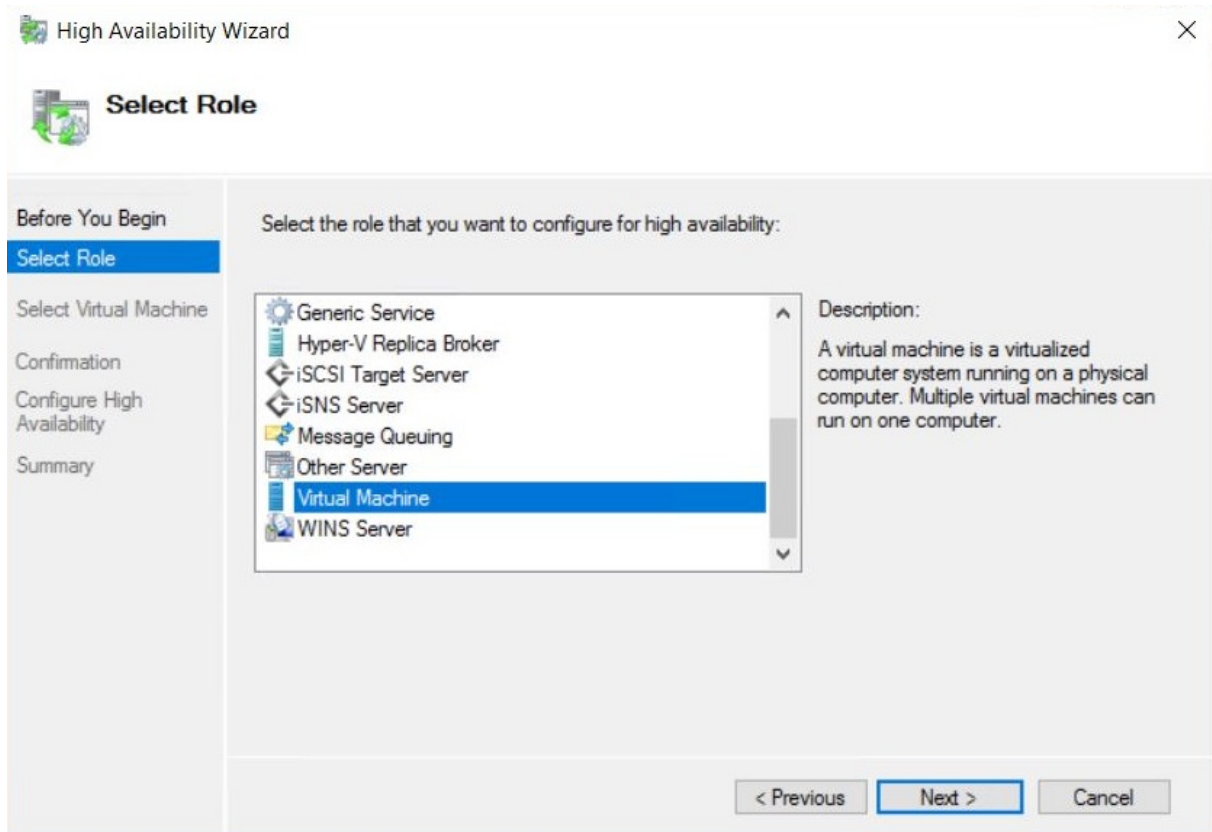 High Availability Wizard
Select Role
Before You Begin
Select Role
Select Virtual Machine
Confirmation
Configure High
Availability
Summary
Select the role that you want to configure for high availability:
Generic Service
Hyper-V Replica Broker
iSCSI Target Server
iSNS Server
Message Queuing
Other Server
Virtual Machine
WINS Server
Description:
A virtual machine is a virtualized
computer system running on a physical
computer. Multiple virtual machines can
run on one computer.
< Previous
Next >
Cancel